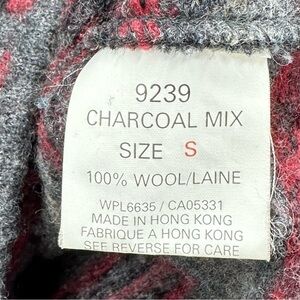 9239
CHARCOAL MIX
SIZE S
100% WOOL/LAINE
WPL6635 / CA05331
MADE IN HONG KONG
FABRIQUE A HONG KONG
SEE REVERSE FOR CARE